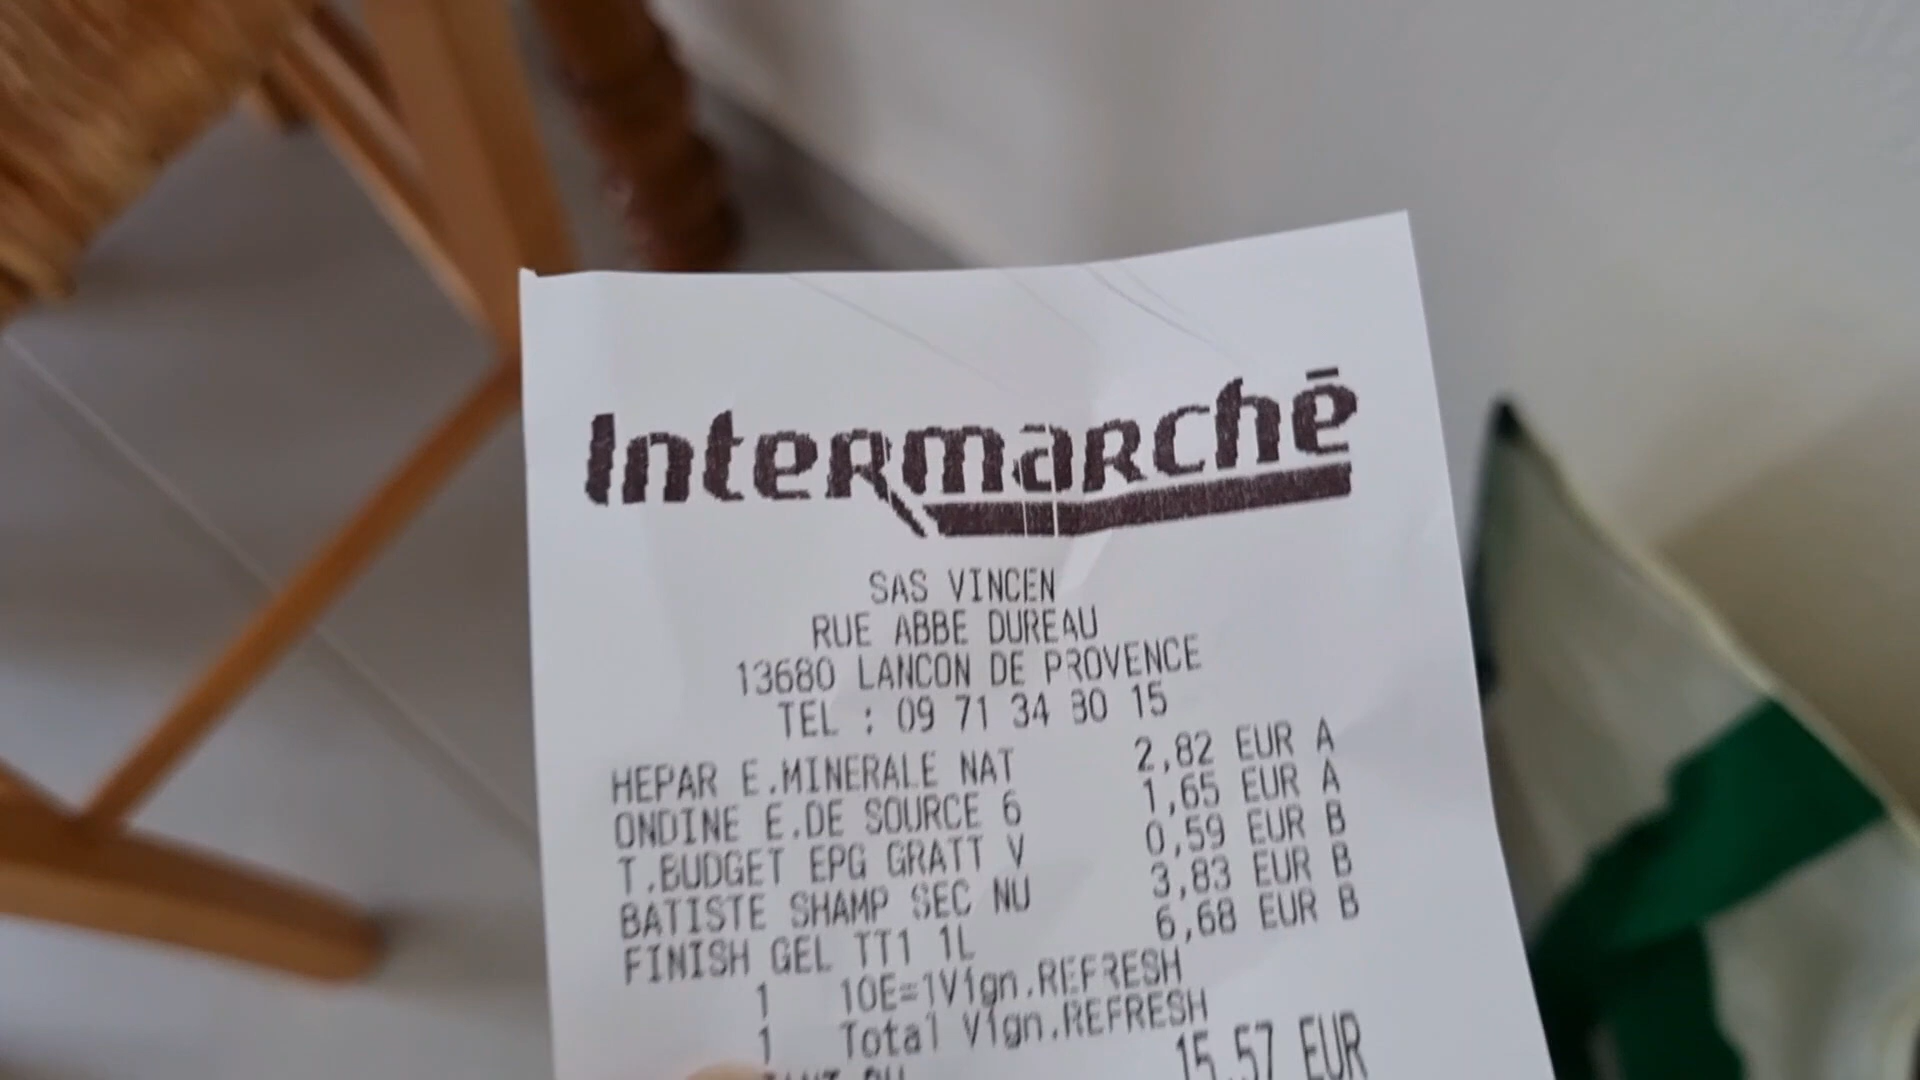 Intermarchē
SAS VINCEN
RUE ABBE DUREAU
13680 LANCON DE PROVENCE
TEL : 09 71 34 30 15
HEPAR E.MINERALE NAT 2,82 EUR A
ONDINE E.DE SOURCE 6 1,65 EUR A
T.BUDGET EPG GRATT V 0,59 EUR B
BATISTE SHAMP SEC NU 3,83 EUR B
FINISH GEL TT1 1L 6,68 EUR B
1 10E=1Vign.REFRESH
1 Total Vign.REFRESH
15,57 EUR